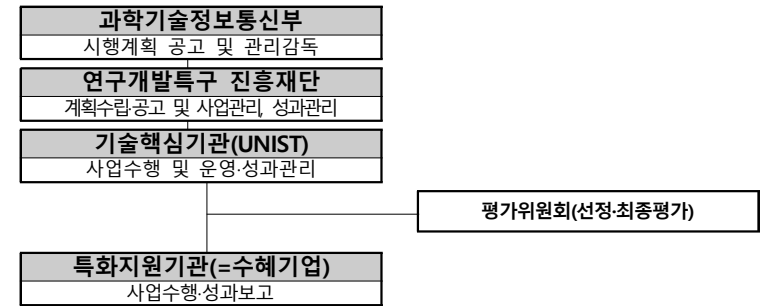 과학기술정보통신부
시행계획 공고 및 관리감독
연구개발특구 진흥재단
계획수립·공고 및 사업관리, 성과관리
기술핵심기관(UNIST)
사업수행 및 운영·성과관리
평가위원회(선정·최종평가)
특화지원기관(=수혜기업)
사업수행·성과보고